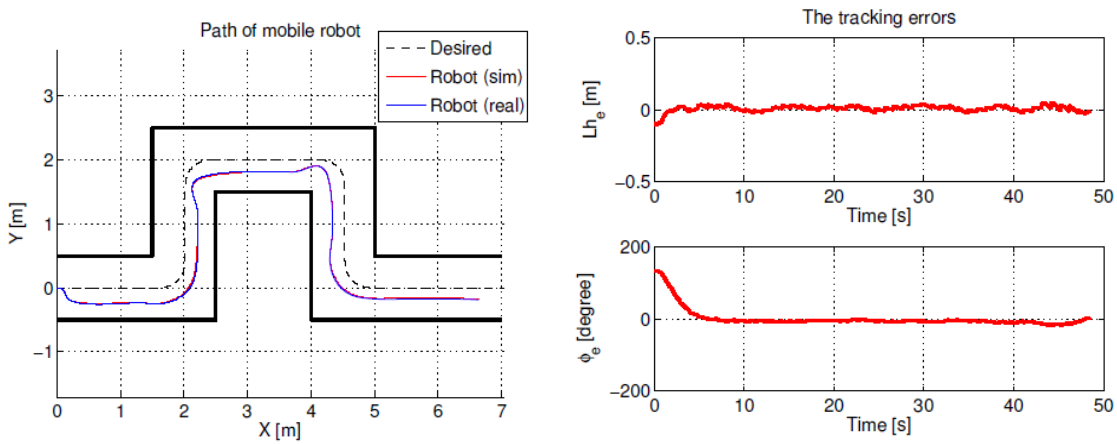 Path of mobile robot
Desired
Robot (sim)
Robot (real)
3
2
1
0
−1
Y [m]
0 1 2 3 4 5 6 7
X [m]
The tracking errors
0.5
0
−0.5
Lh_e [m]
0 10 20 30 40 50
Time [s]
200
0
−200
ϕ_e [degree]
0 10 20 30 40 50
Time [s]